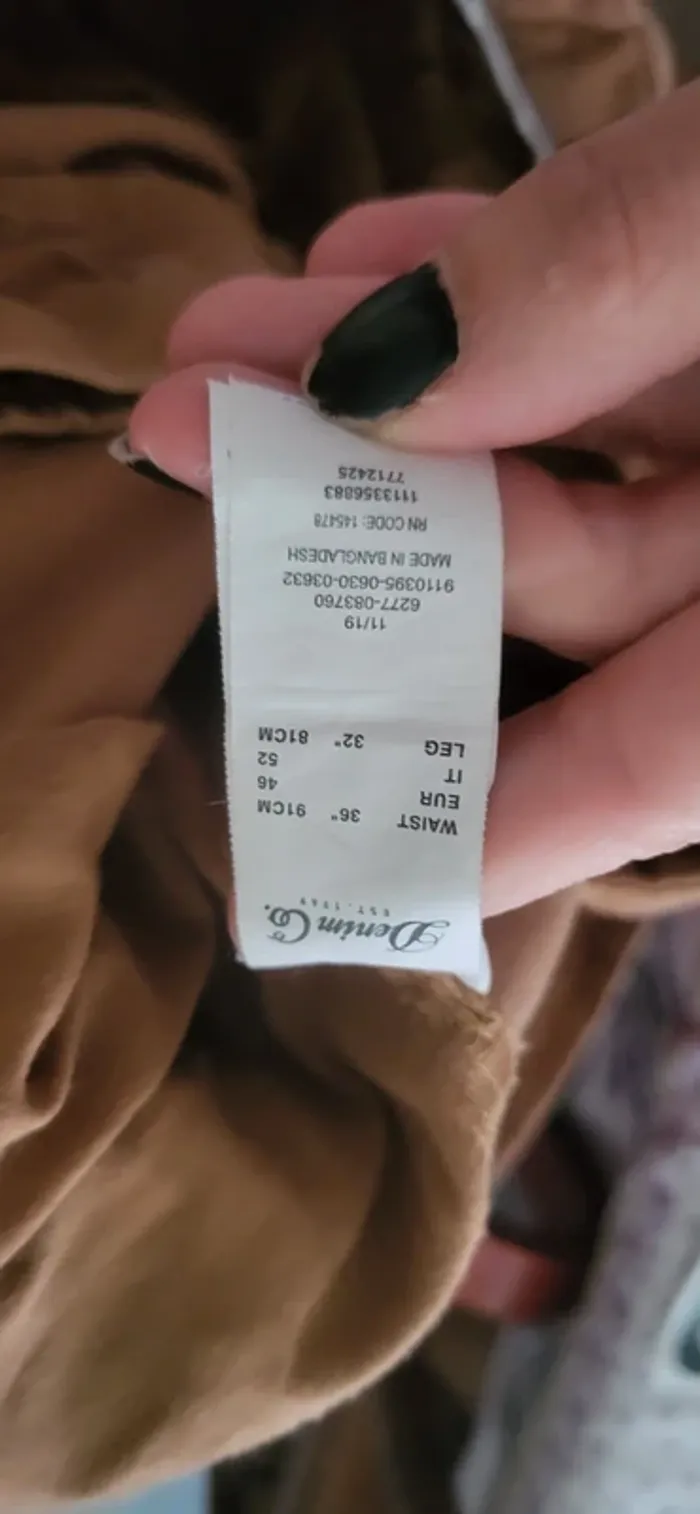 Denim Co.
EST. 1969
WAIST 36" 91CM
EUR 46
IT 52
LEG 32" 81CM
11/19
6277-083760
9110395-0630-03632
MADE IN BANGLADESH
RN CODE: 145478
1113356883
7712425